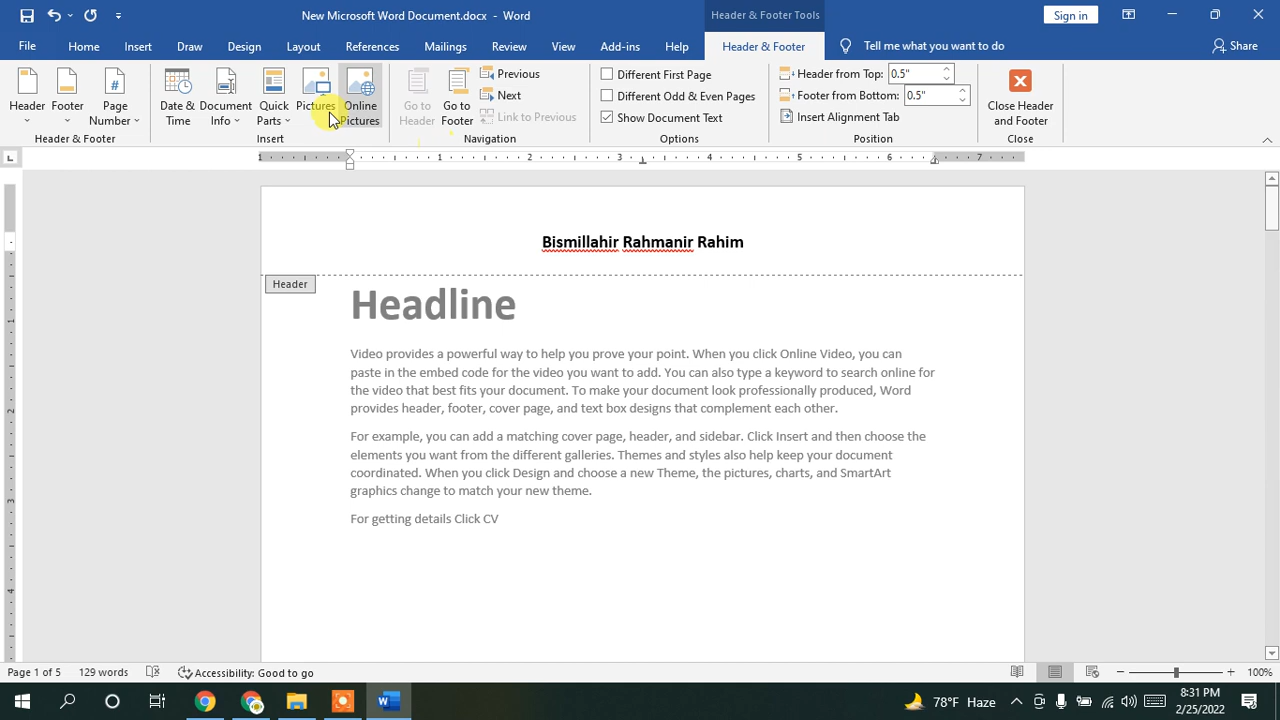 New Microsoft Word Document.docx - Word
Header & Footer Tools
Sign in
File Home Insert Draw Design Layout References Mailings Review View Add-ins Help Header & Footer Tell me what you want to do Share
Header
Footer
Page Number
Header & Footer
Date & Time
Document Info
Quick Parts
Pictures
Online Pictures
Insert
Go to Header
Go to Footer
Previous
Next
Link to Previous
Navigation
Different First Page
Different Odd & Even Pages
Show Document Text
Options
Header from Top: 0.5"
Footer from Bottom: 0.5"
Insert Alignment Tab
Position
Close Header and Footer
Close
1 1 2 3 4 5 6 7
Bismillahir Rahmanir Rahim
Header
Headline
Video provides a powerful way to help you prove your point. When you click Online Video, you can
paste in the embed code for the video you want to add. You can also type a keyword to search online for
the video that best fits your document. To make your document look professionally produced, Word
provides header, footer, cover page, and text box designs that complement each other.
For example, you can add a matching cover page, header, and sidebar. Click Insert and then choose the
elements you want from the different galleries. Themes and styles also help keep your document
coordinated. When you click Design and choose a new Theme, the pictures, charts, and SmartArt
graphics change to match your new theme.
For getting details Click CV
1
2
3
4
Page 1 of 5 129 words Accessibility: Good to go 100%
78°F Haze
8:31 PM
2/25/2022